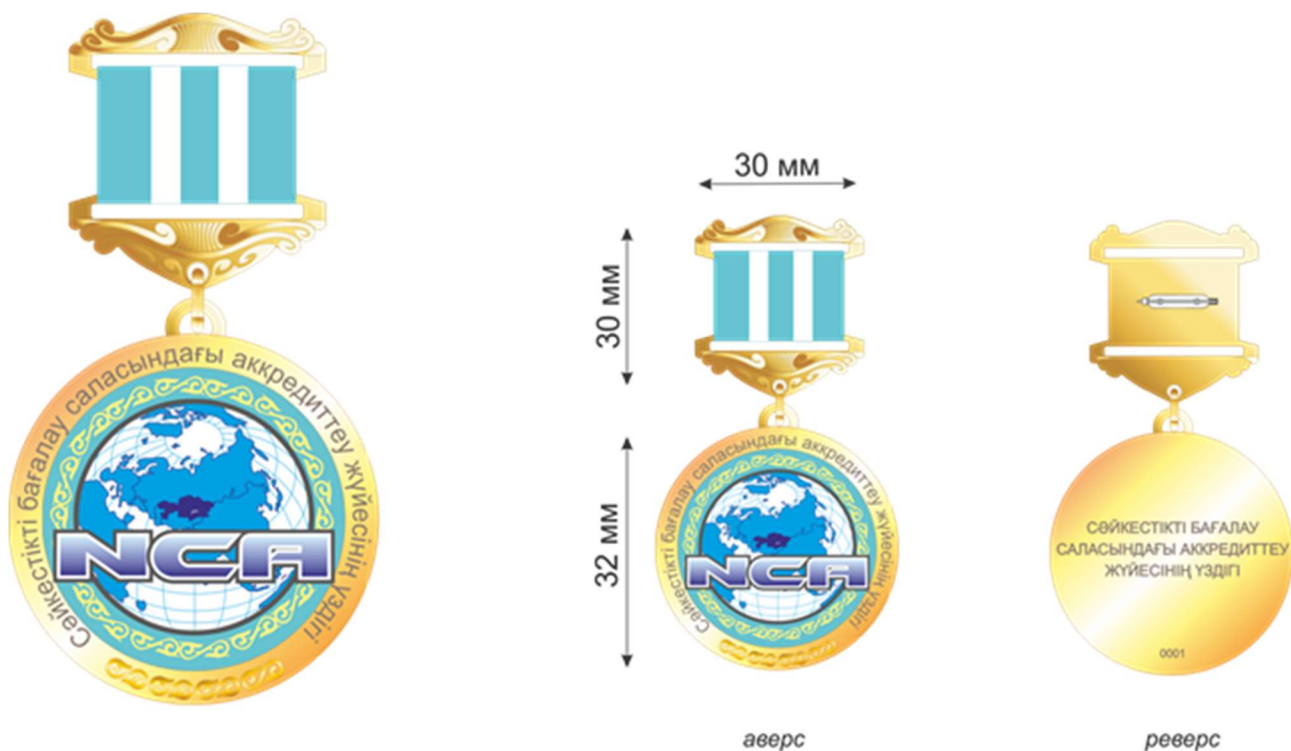 Сәйкестікті бағалау саласындағы аккредиттеу жүйесінің үздігі
NCA
30 мм
30 мм
32 мм
Сәйкестікті бағалау саласындағы аккредиттеу жүйесінің үздігі
NCA
аверс
СӘЙКЕСТІКТІ БАҒАЛАУ
САЛАСЫНДАҒЫ АККРЕДИТТЕУ
ЖҮЙЕСІНІҢ ҮЗДІГІ
0001
реверс